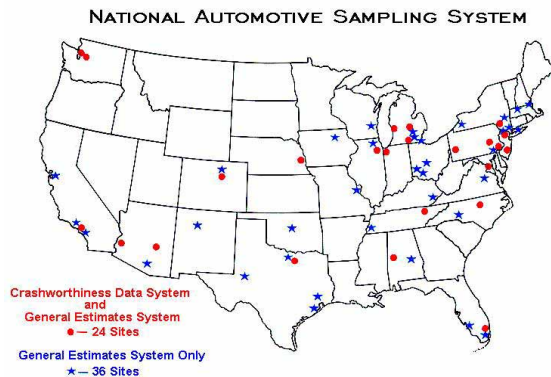 National Automotive Sampling System
Crashworthiness Data System
and
General Estimates System
● – 24 Sites
General Estimates System Only
★ – 36 Sites